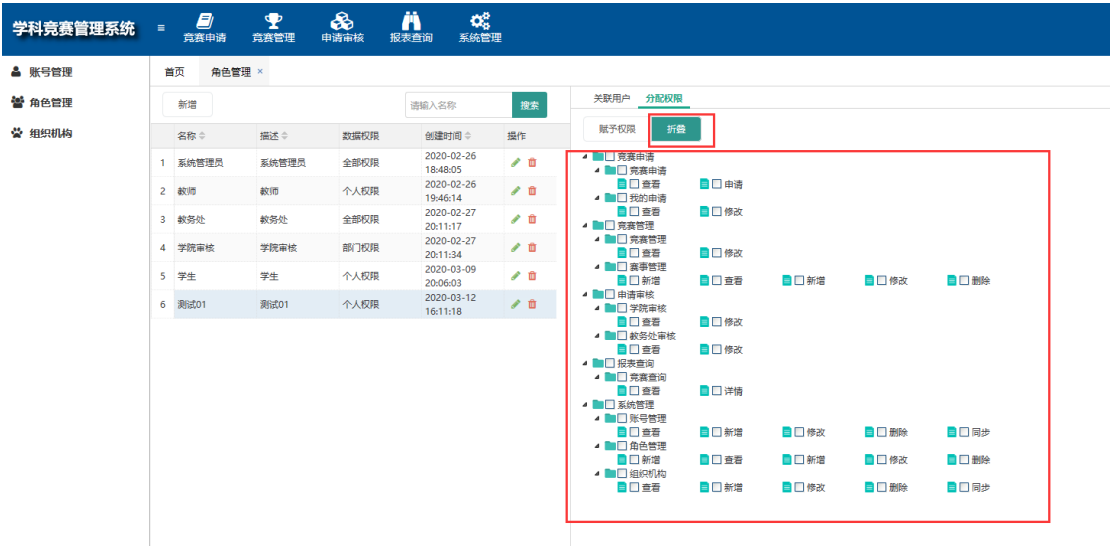 学科竞赛管理系统
竞赛申请 竞赛管理 申请审核 报表查询 系统管理
账号管理
角色管理
组织机构
首页 角色管理 ×
新增 请输入名称 搜索
名称 描述 数据权限 创建时间 操作
1 系统管理员 系统管理员 全部权限 2020-02-26 18:48:05
2 教师 教师 个人权限 2020-02-26 19:46:14
3 教务处 教务处 全部权限 2020-02-27 20:11:17
4 学院审核 学院审核 部门权限 2020-02-27 20:11:34
5 学生 学生 个人权限 2020-03-09 20:06:03
6 测试01 测试01 个人权限 2020-03-12 16:11:18
关联用户 分配权限
赋予权限 折叠
竞赛申请
竞赛申请
查看 申请
我的申请
查看 修改
竞赛管理
竞赛管理
查看 修改
赛事管理
新增 查看 新增 修改 删除
申请审核
学院审核
查看 修改
教务处审核
查看 修改
报表查询
竞赛查询
查看 详情
系统管理
账号管理
查看 新增 修改 删除 同步
角色管理
新增 查看 新增 修改 删除
组织机构
查看 新增 修改 删除 同步